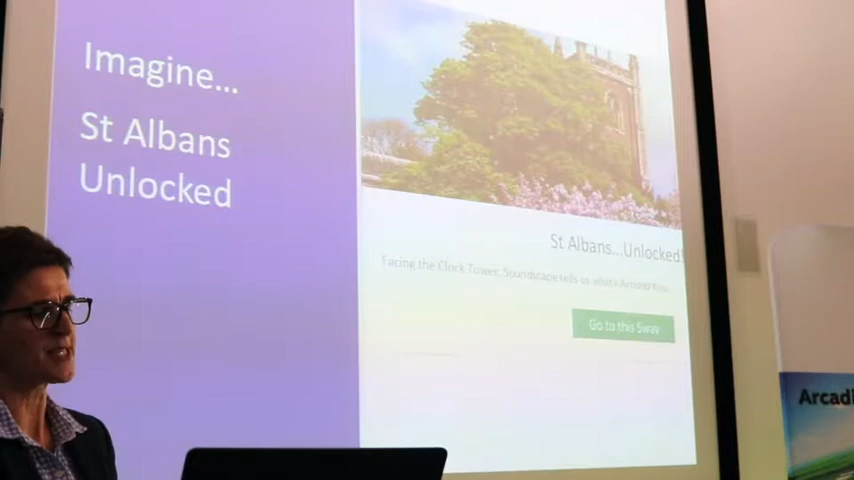 Imagine...
St Albans
Unlocked
St Albans...Unlocked!
Facing the Clock Tower, Soundscape tells us what's Around You.
Go to this Sway
Arcadi